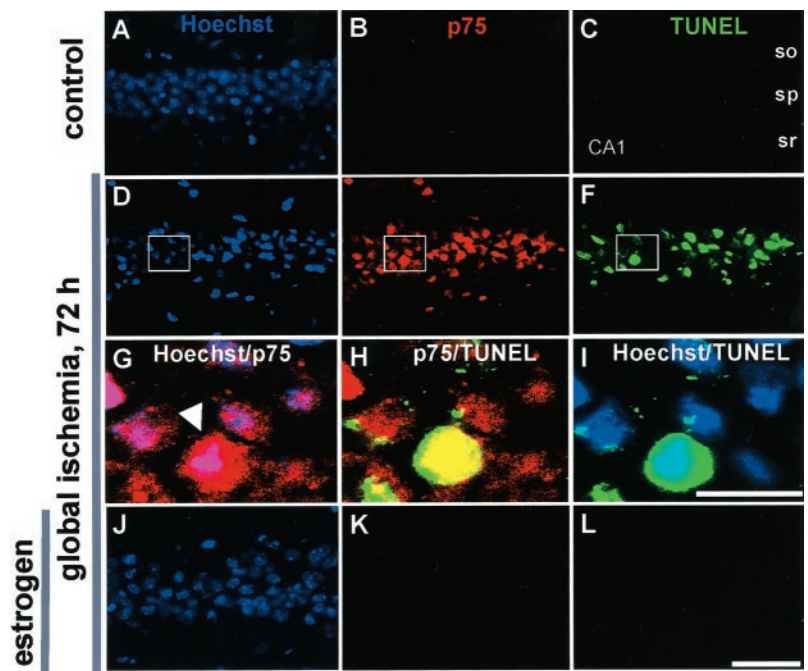 A Hoechst
B p75
C TUNEL
so
sp
CA1 sr
control
D
E
F
G Hoechst/p75
H p75/TUNEL
I Hoechst/TUNEL
global ischemia, 72 h
J
K
L
estrogen